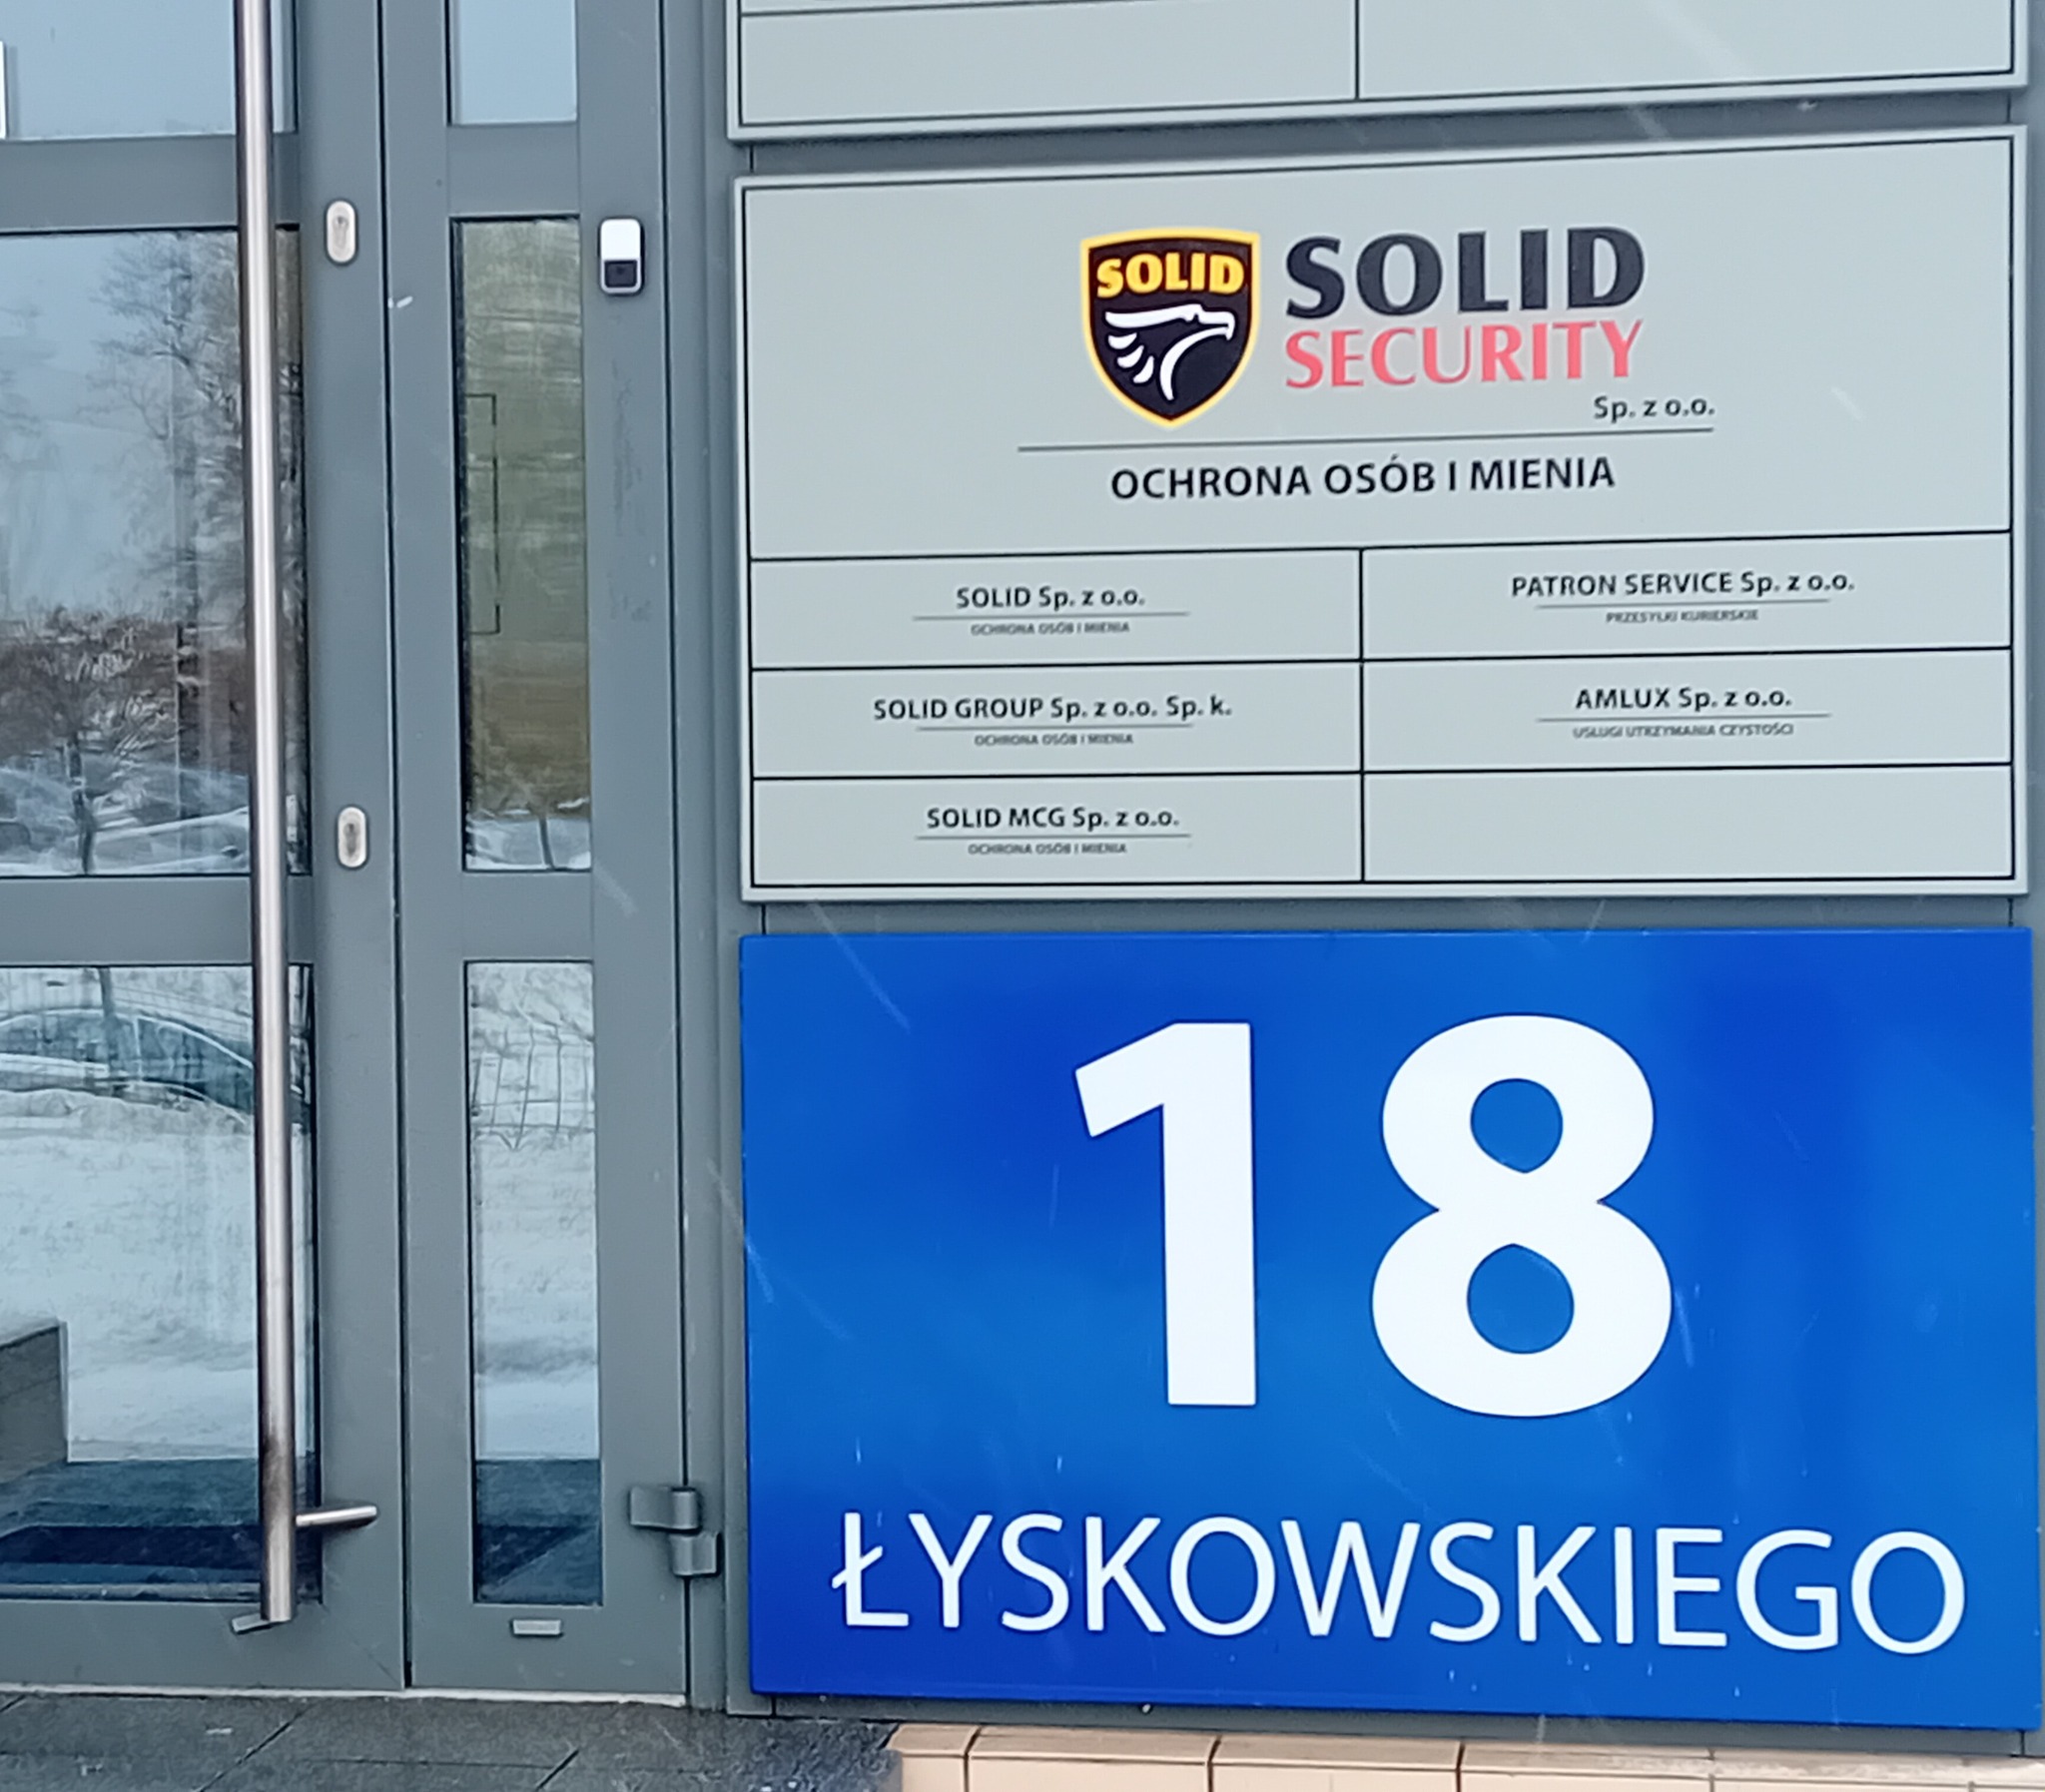 SOLID
SOLID
SECURITY
Sp. z o.o.
OCHRONA OSÓB I MIENIA
SOLID Sp. z o.o.
OCHRONA OSÓB I MIENIA
PATRON SERVICE Sp. z o.o.
PRZESYŁKI KURIERSKIE
SOLID GROUP Sp. z o.o. Sp. k.
OCHRONA OSÓB I MIENIA
AMLUX Sp. z o.o.
USŁUGI UTRZYMANIA CZYSTOŚCI
SOLID MCG Sp. z o.o.
OCHRONA OSÓB I MIENIA
18
ŁYSKOWSKIEGO